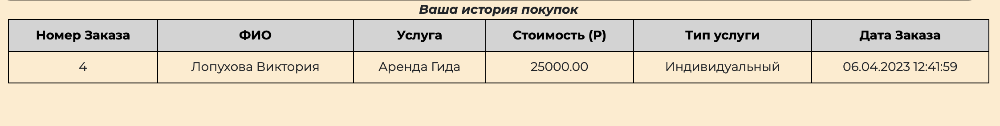 Ваша история покупок
Номер Заказа ФИО Услуга Стоимость (Р) Тип услуги Дата Заказа
4 Лопухова Виктория Аренда Гида 25000.00 Индивидуальный 06.04.2023 12:41:59